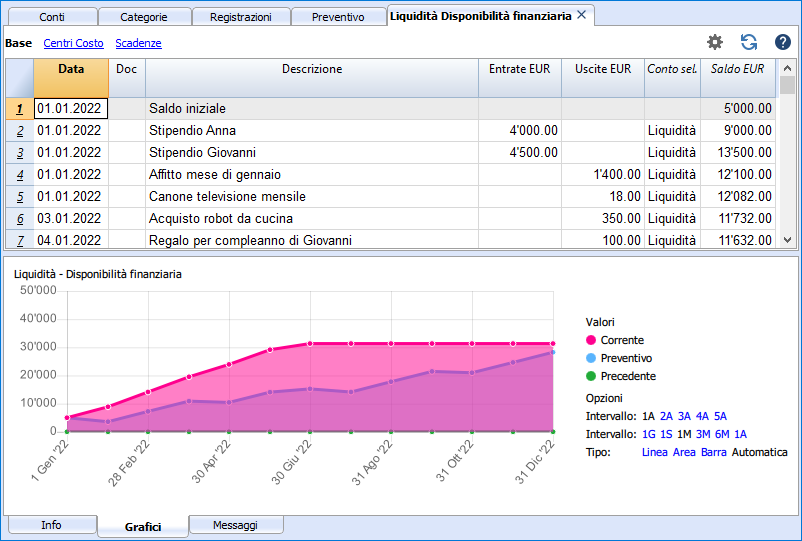 Conti Categorie Registrazioni Preventivo Liquidità Disponibilità finanziaria
Base Centri Costo Scadenze
Data Doc Descrizione Entrate EUR Uscite EUR Conto sel. Saldo EUR
1 01.01.2022 Saldo iniziale 5'000.00
2 01.01.2022 Stipendio Anna 4'000.00 Liquidità 9'000.00
3 01.01.2022 Stipendio Giovanni 4'500.00 Liquidità 13'500.00
4 01.01.2022 Affitto mese di gennaio 1'400.00 Liquidità 12'100.00
5 01.01.2022 Canone televisione mensile 18.00 Liquidità 12'082.00
6 03.01.2022 Acquisto robot da cucina 350.00 Liquidità 11'732.00
7 04.01.2022 Regalo per compleanno di Giovanni 100.00 Liquidità 11'632.00
Liquidità - Disponibilità finanziaria
50'000
40'000
30'000
20'000
10'000
0
1 Gen '22 28 Feb '22 30 Apr '22 30 Giu '22 31 Ago '22 31 Ott '22 31 Dic '22
Valori
Corrente
Preventivo
Precedente
Opzioni
Intervallo: 1A 2A 3A 4A 5A
Intervallo: 1G 1S 1M 3M 6M 1A
Tipo: Linea Area Barra Automatica
Info Grafici Messaggi